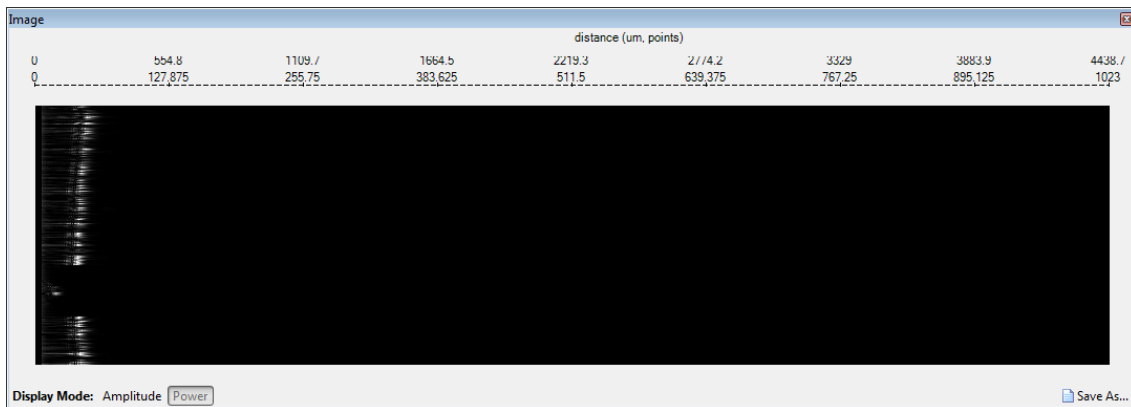 Image
distance (um, points)
0 554.8 1109.7 1664.5 2219.3 2774.2 3329 3883.9 4438.7
0 127,875 255,75 383,625 511,5 639,375 767,25 895,125 1023
Display Mode: Amplitude Power Save As...